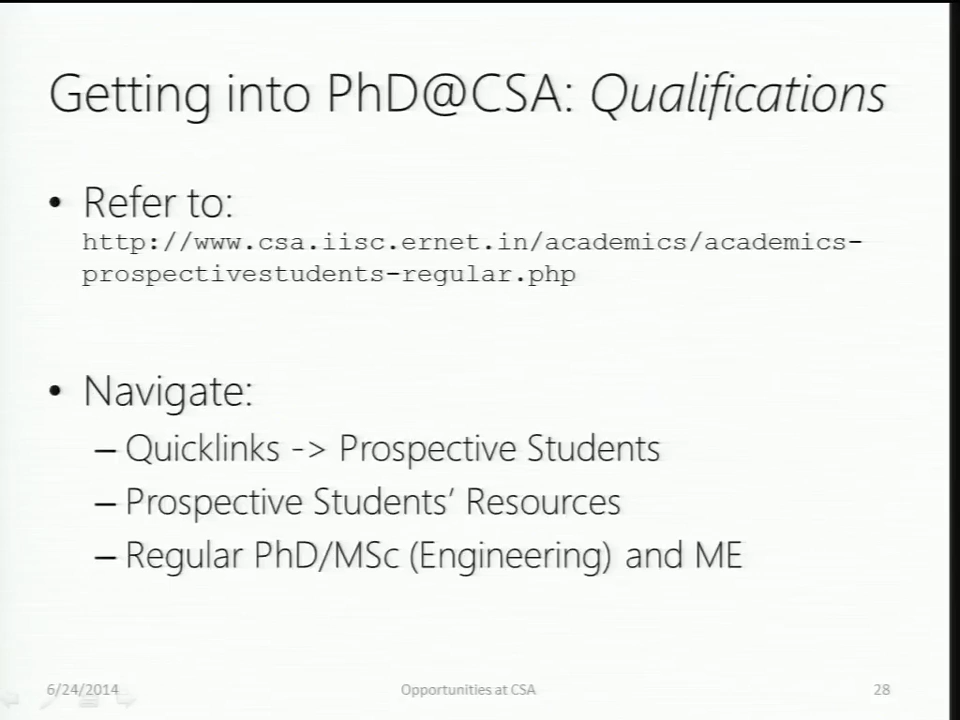 Getting into PhD@CSA: Qualifications
• Refer to:
http://www.csa.iisc.ernet.in/academics/academics-
prospectivestudents-regular.php
• Navigate:
– Quicklinks -> Prospective Students
– Prospective Students’ Resources
– Regular PhD/MSc (Engineering) and ME
6/24/2014
Opportunities at CSA
28